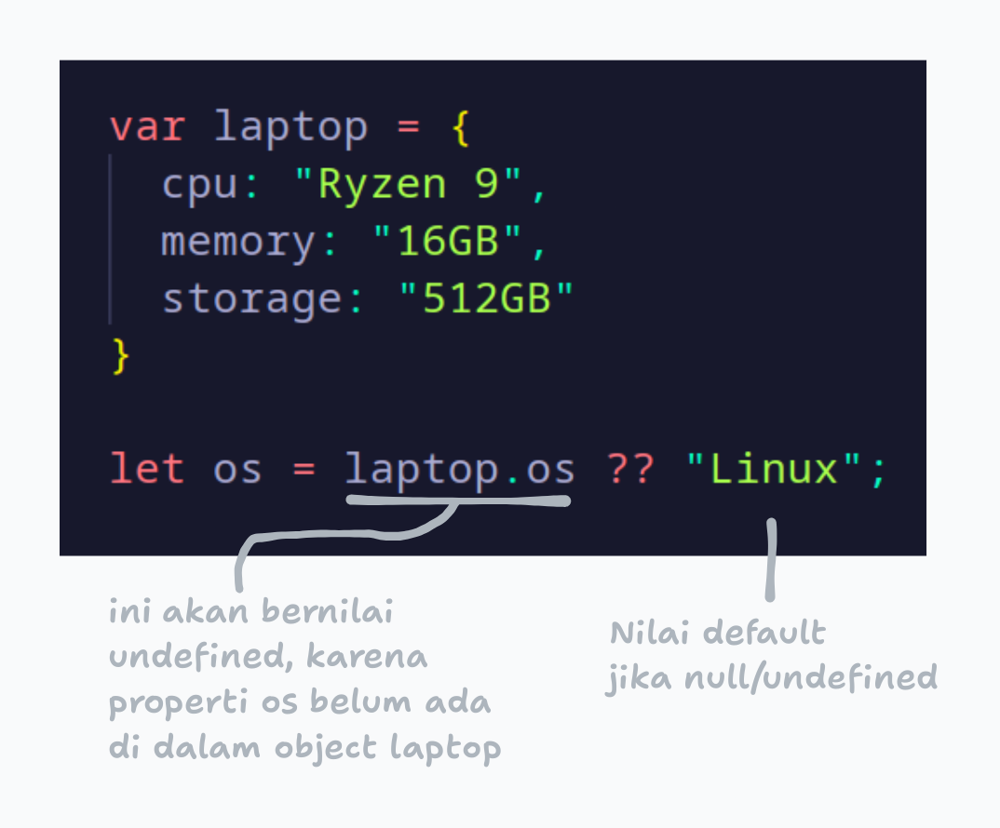 var laptop = {
cpu: "Ryzen 9",
memory: "16GB",
storage: "512GB"
}
let os = laptop.os ?? "Linux";
ini akan bernilai
undefined, karena
properti os belum ada
di dalam object laptop
Nilai default
jika null/undefined